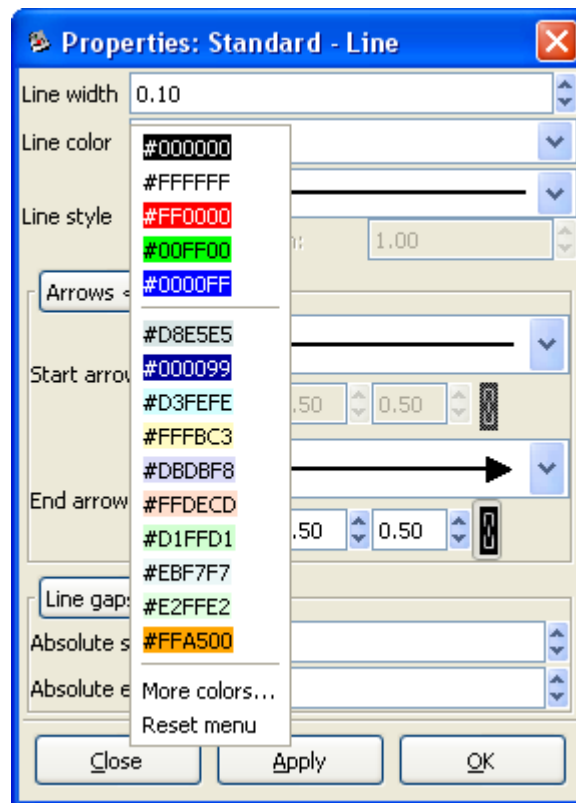 Properties: Standard - Line
Line width 0.10
Line color
#000000
#FFFFFF
#FF0000
#00FF00
#0000FF
#D8E5E5
#000099
#D3FEFE
#FFFBC3
#DBDBF8
#FFDECD
#D1FFD1
#EBF7F7
#E2FFE2
#FFA500
More colors...
Reset menu
Line style
1.00
Arrows <
Start arrow
.50 0.50
End arrow
.50 0.50
Line gaps
Absolute s
Absolute e
Close Apply OK